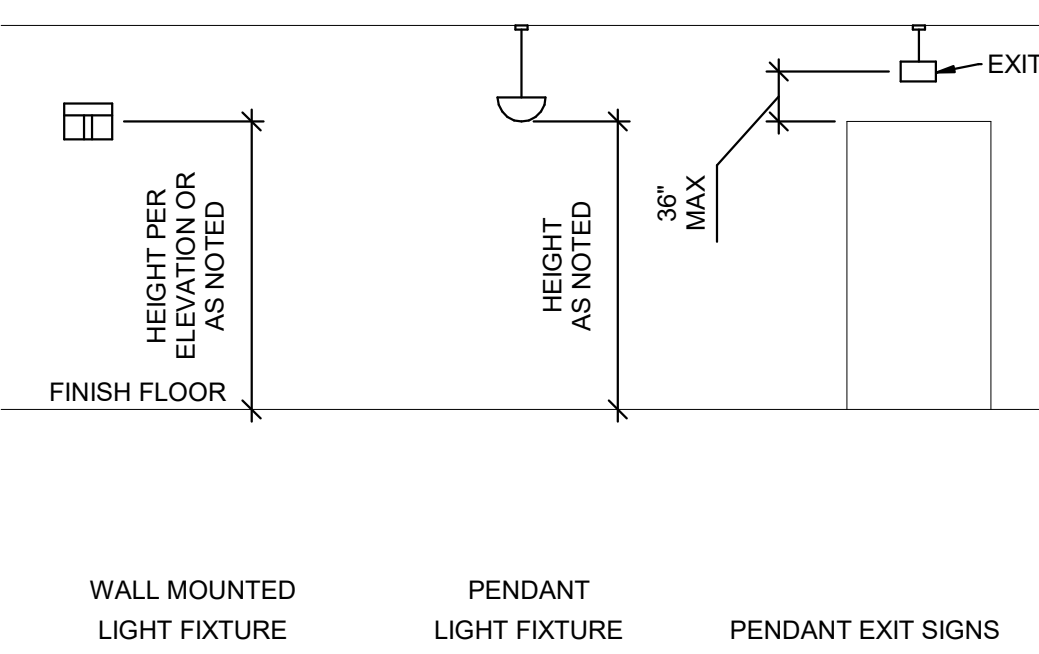 EXIT
HEIGHT PER
ELEVATION OR
AS NOTED
HEIGHT
AS NOTED
36"
MAX
FINISH FLOOR
WALL MOUNTED
LIGHT FIXTURE
PENDANT
LIGHT FIXTURE
PENDANT EXIT SIGNS